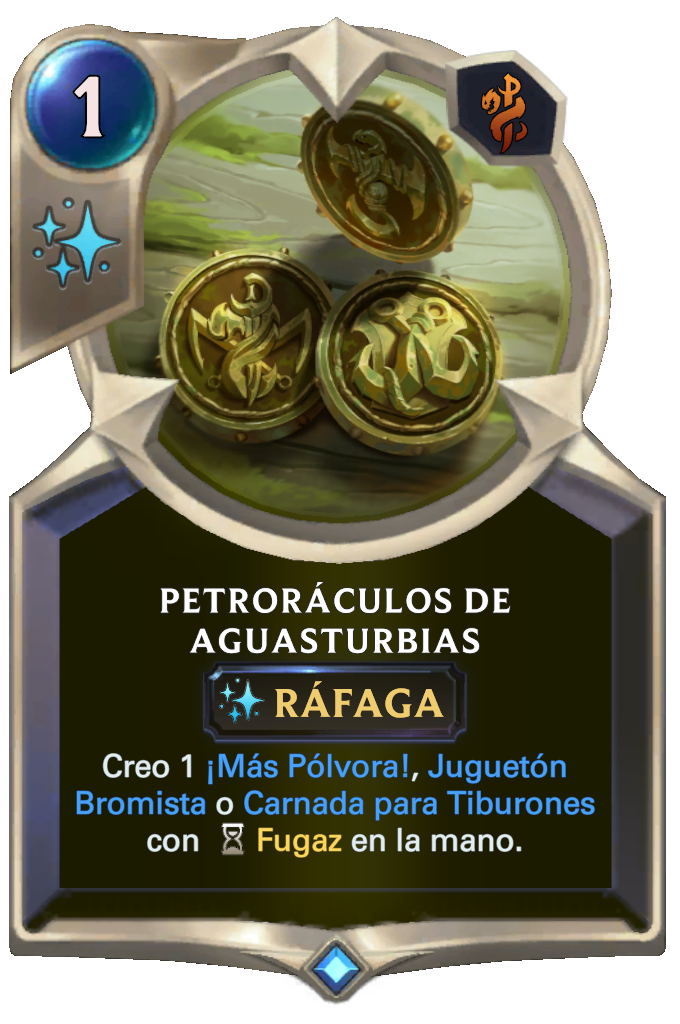 1
PETRORÁCULOS DE
AGUASTURBIAS
RÁFAGA
Creo 1 ¡Más Pólvora!, Juguetón
Bromista o Carnada para Tiburones
con Fugaz en la mano.